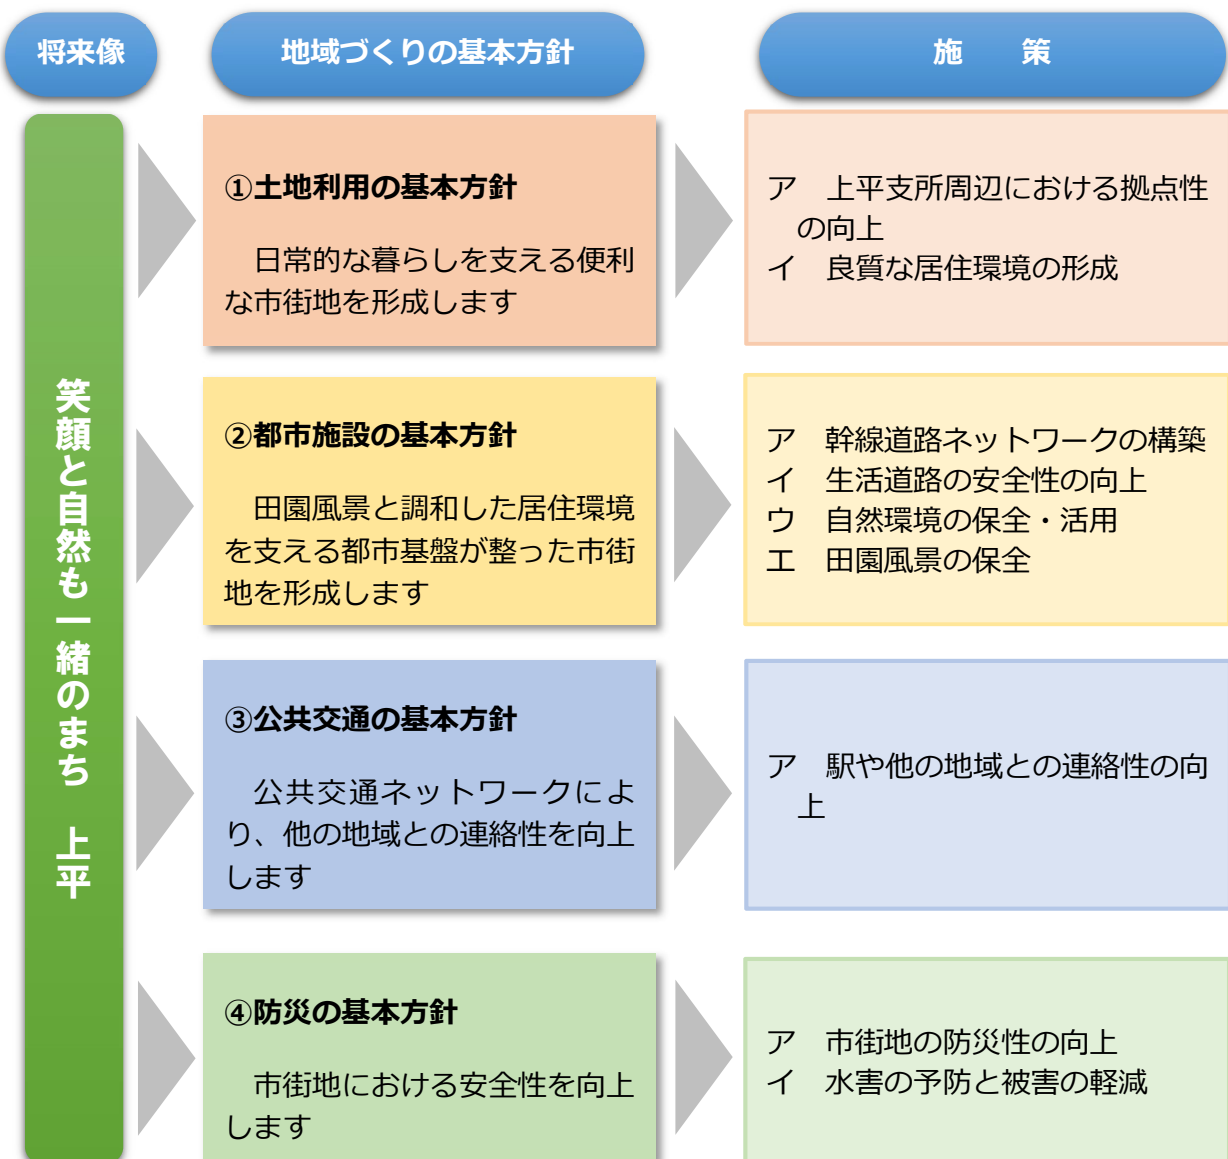 将来像
地域づくりの基本方針
施　策
笑顔と自然も一緒のまち　上平
①土地利用の基本方針
日常的な暮らしを支える便利
な市街地を形成します
ア　上平支所周辺における拠点性
の向上
イ　良質な居住環境の形成
②都市施設の基本方針
田園風景と調和した居住環境
を支える都市基盤が整った市街
地を形成します
ア　幹線道路ネットワークの構築
イ　生活道路の安全性の向上
ウ　自然環境の保全・活用
エ　田園風景の保全
③公共交通の基本方針
公共交通ネットワークによ
り、他の地域との連絡性を向上
します
ア　駅や他の地域との連絡性の向
上
④防災の基本方針
市街地における安全性を向上
します
ア　市街地の防災性の向上
イ　水害の予防と被害の軽減